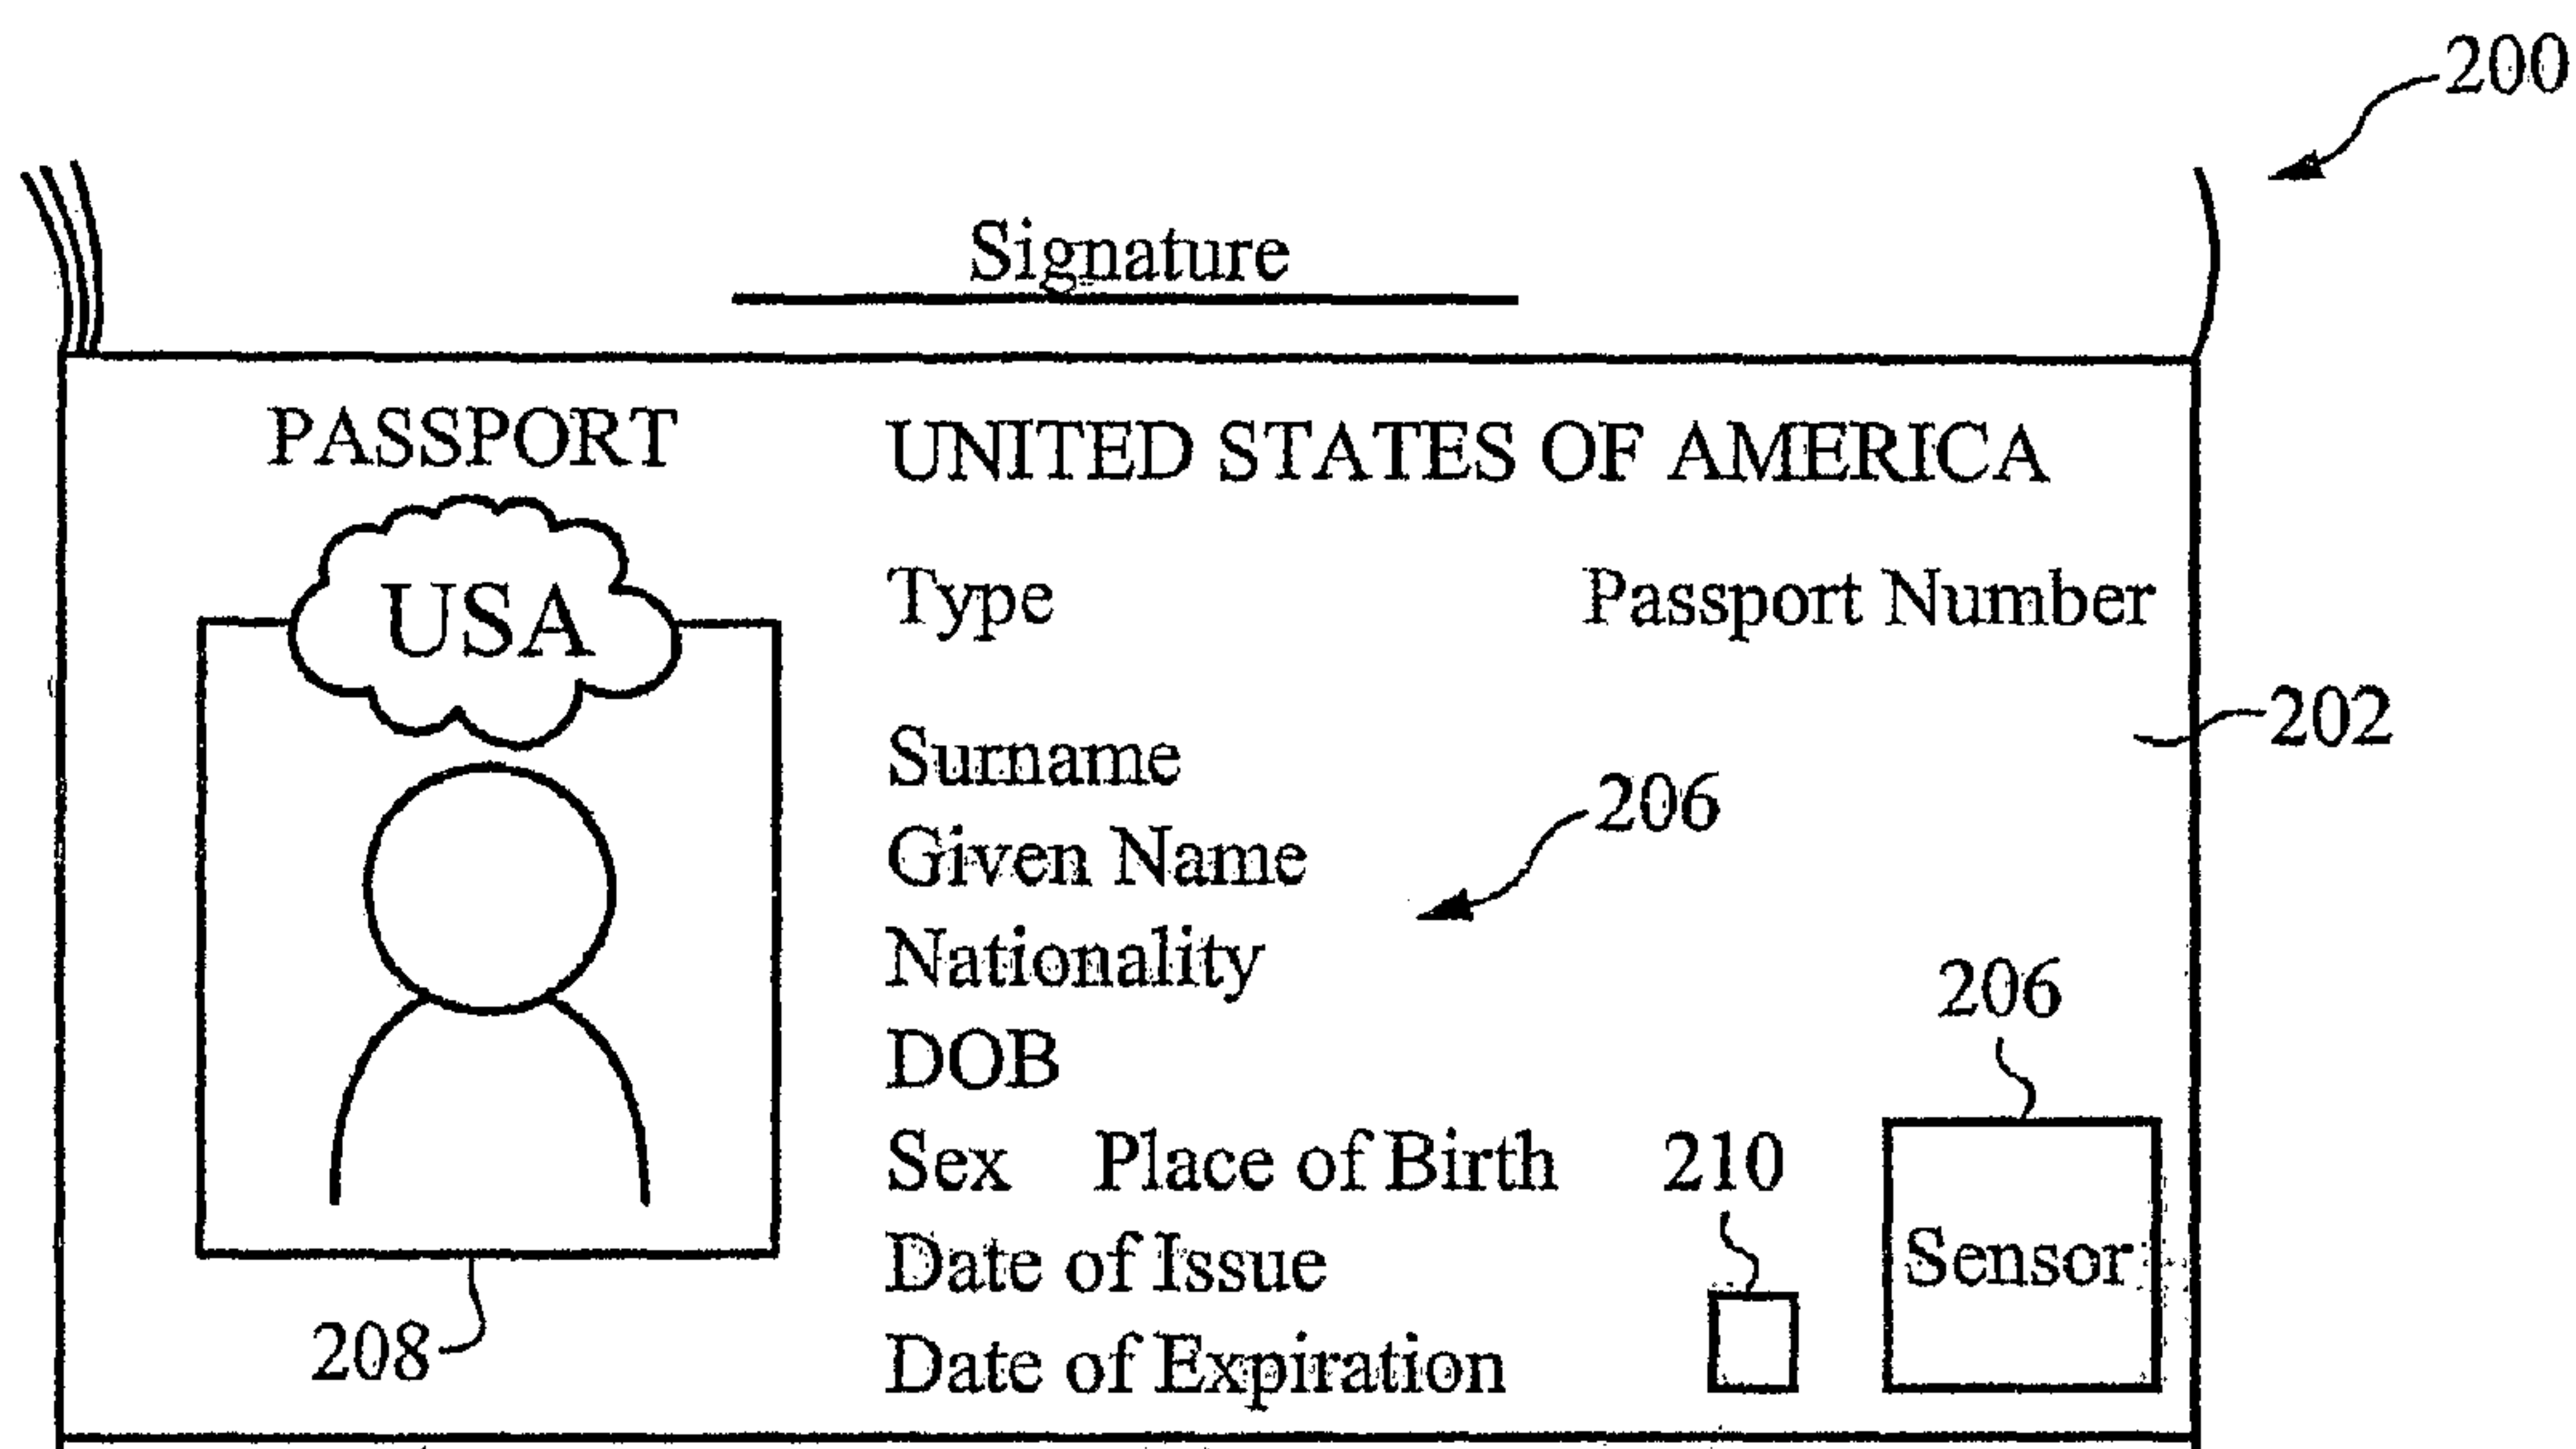 200
Signature
PASSPORT
UNITED STATES OF AMERICA
USA
Type
Passport Number
202
Surname
206
Given Name
Nationality
206
DOB
Sex Place of Birth
210
Date of Issue
Sensor
208
Date of Expiration